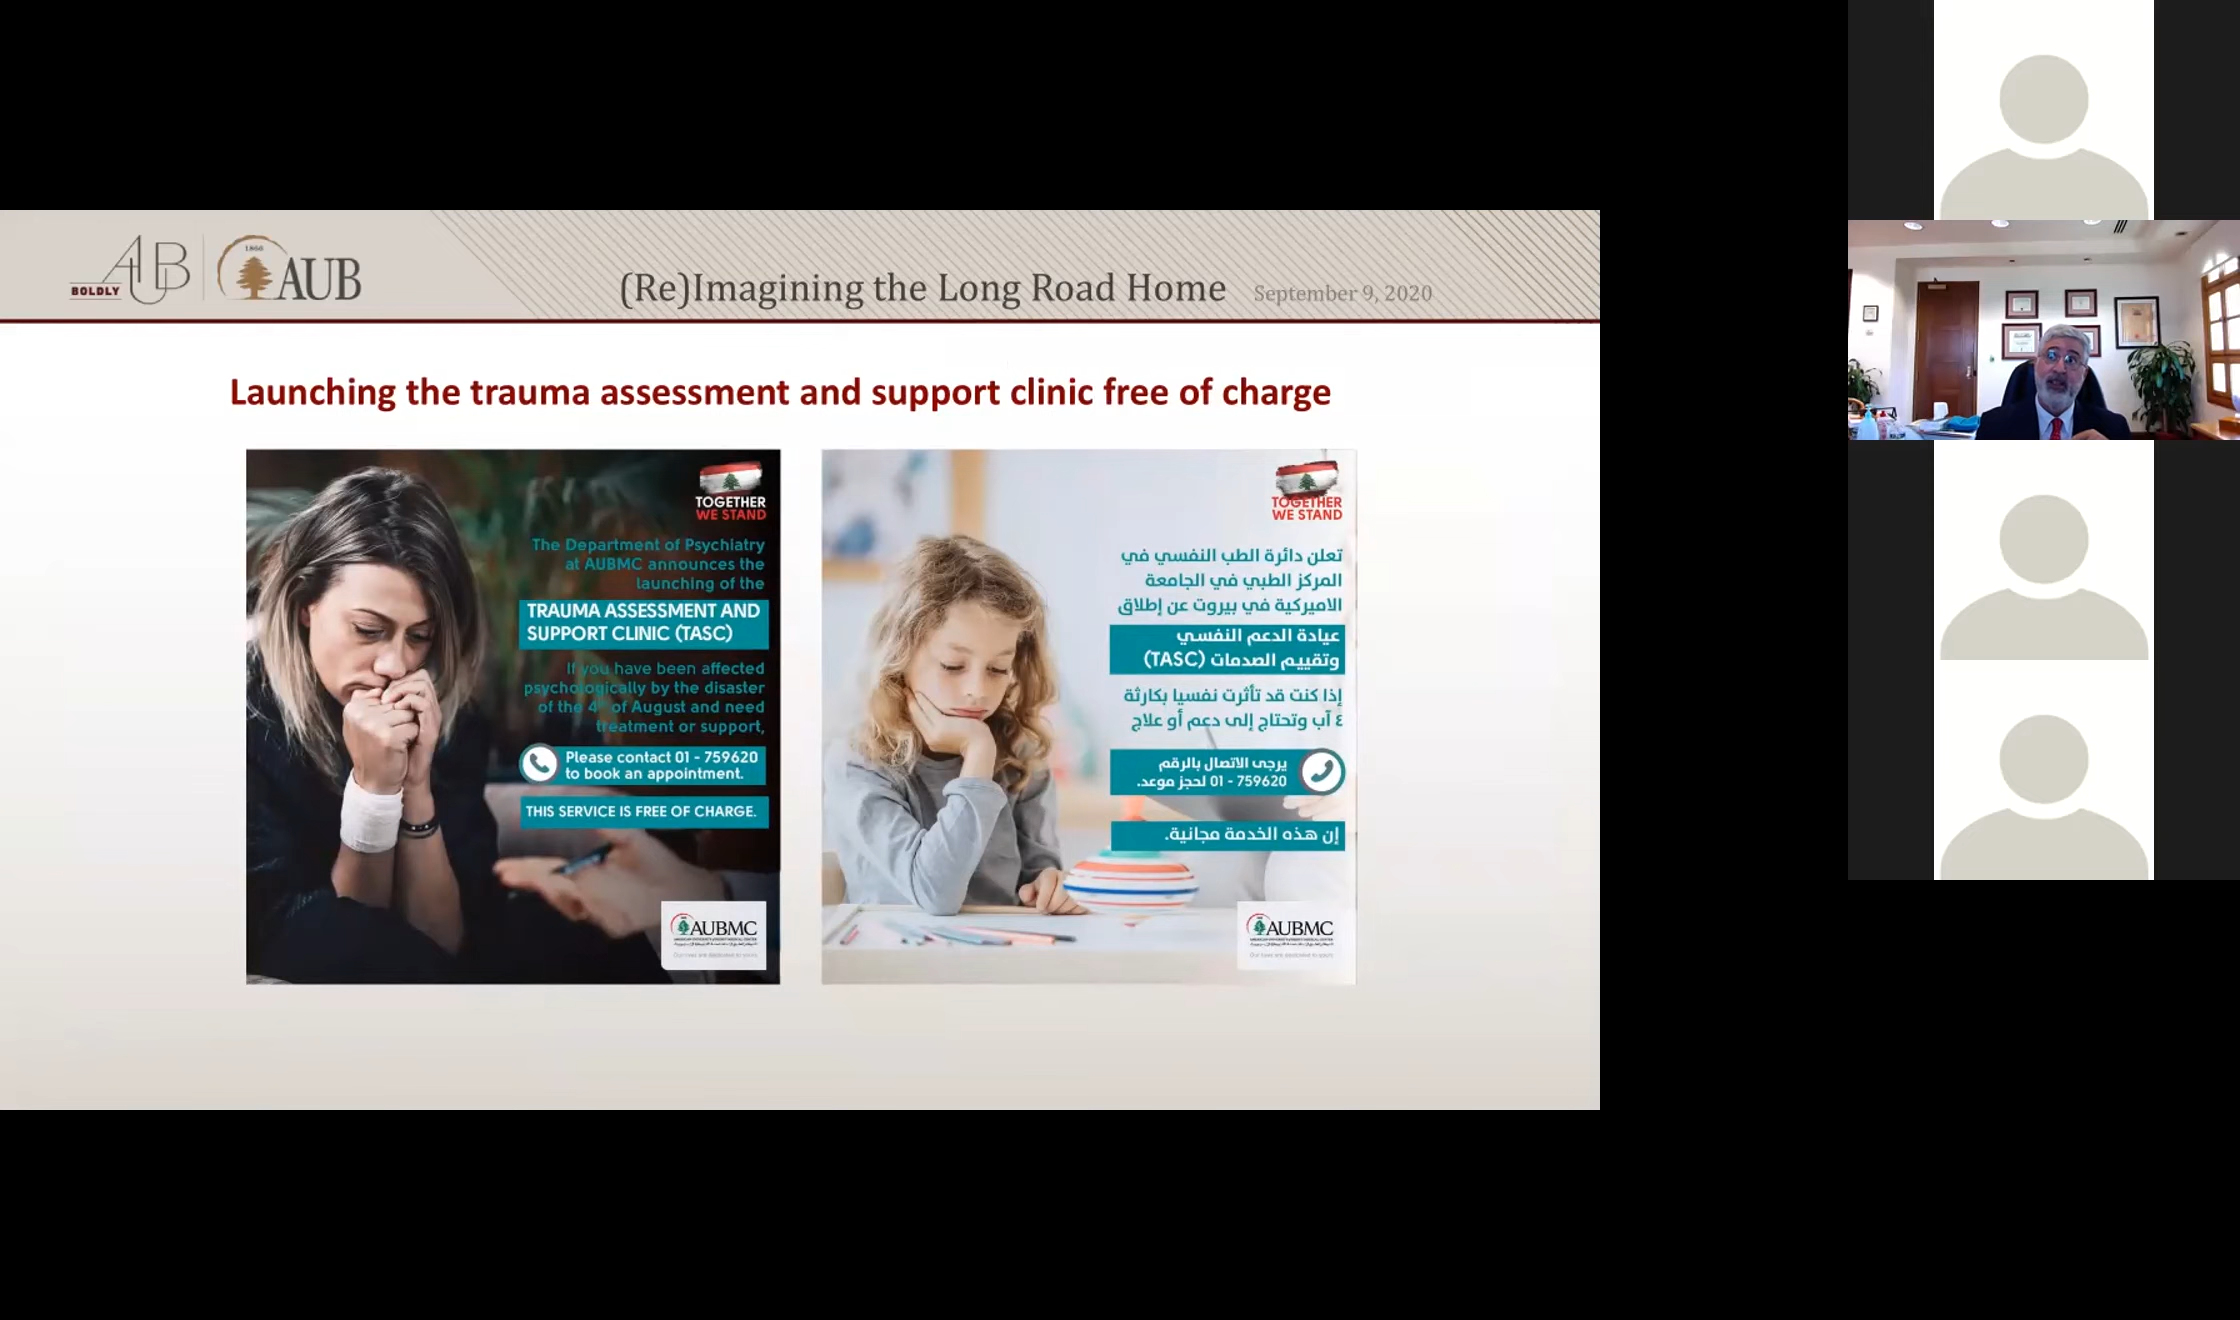 BOLDLY
AUB
1866
AUB
(Re)Imagining the Long Road Home
September 9, 2020
Launching the trauma assessment and support clinic free of charge
TOGETHER
WE STAND
The Department of Psychiatry
at AUBMC announces the
launching of the
TRAUMA ASSESSMENT AND
SUPPORT CLINIC (TASC)
If you have been affected
psychologically by the disaster
of the 4th of August and need
treatment or support,
Please contact 01 - 759620
to book an appointment.
THIS SERVICE IS FREE OF CHARGE.
AUBMC
TOGETHER
WE STAND
تعلن دائرة الطب النفسي في
المركز الطبي في الجامعة
الاميركية في بيروت عن إطلاق
عيادة الدعم النفسي
وتقييم الصدمات (TASC)
إذا كنت قد تأثرت نفسيا بكارثة
٤ آب وتحتاج إلى دعم أو علاج
يرجى الاتصال بالرقم
01 - 759620 لحجز موعد.
إن هذه الخدمة مجانية.
AUBMC